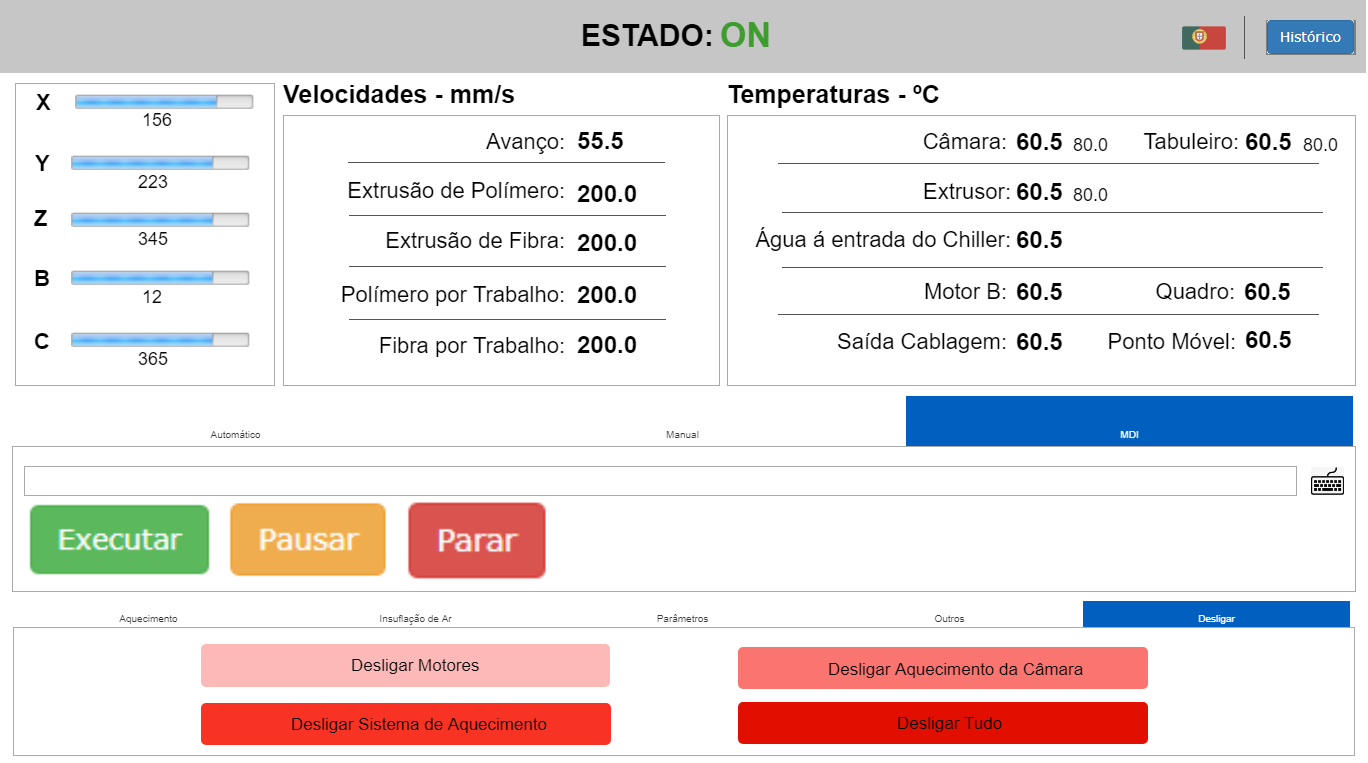 ESTADO: ON
Histórico
X
156
Y
223
Z
345
B
12
C
365
Velocidades - mm/s
Avanço: 55.5
Extrusão de Polímero: 200.0
Extrusão de Fibra: 200.0
Polímero por Trabalho: 200.0
Fibra por Trabalho: 200.0
Temperaturas - ºC
Câmara: 60.5 80.0 Tabuleiro: 60.5 80.0
Extrusor: 60.5 80.0
Água á entrada do Chiller: 60.5
Motor B: 60.5 Quadro: 60.5
Saída Cablagem: 60.5 Ponto Móvel: 60.5
Automático Manual MDI
Executar Pausar Parar
Aquecimento Insuflação de Ar Parâmetros Outros Desligar
Desligar Motores Desligar Aquecimento da Câmara
Desligar Sistema de Aquecimento Desligar Tudo